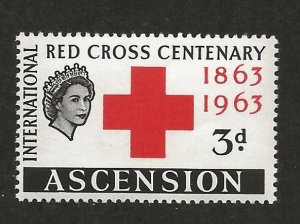 INTERNATIONAL
RED CROSS CENTENARY
1863
1963
3d
ASCENSION